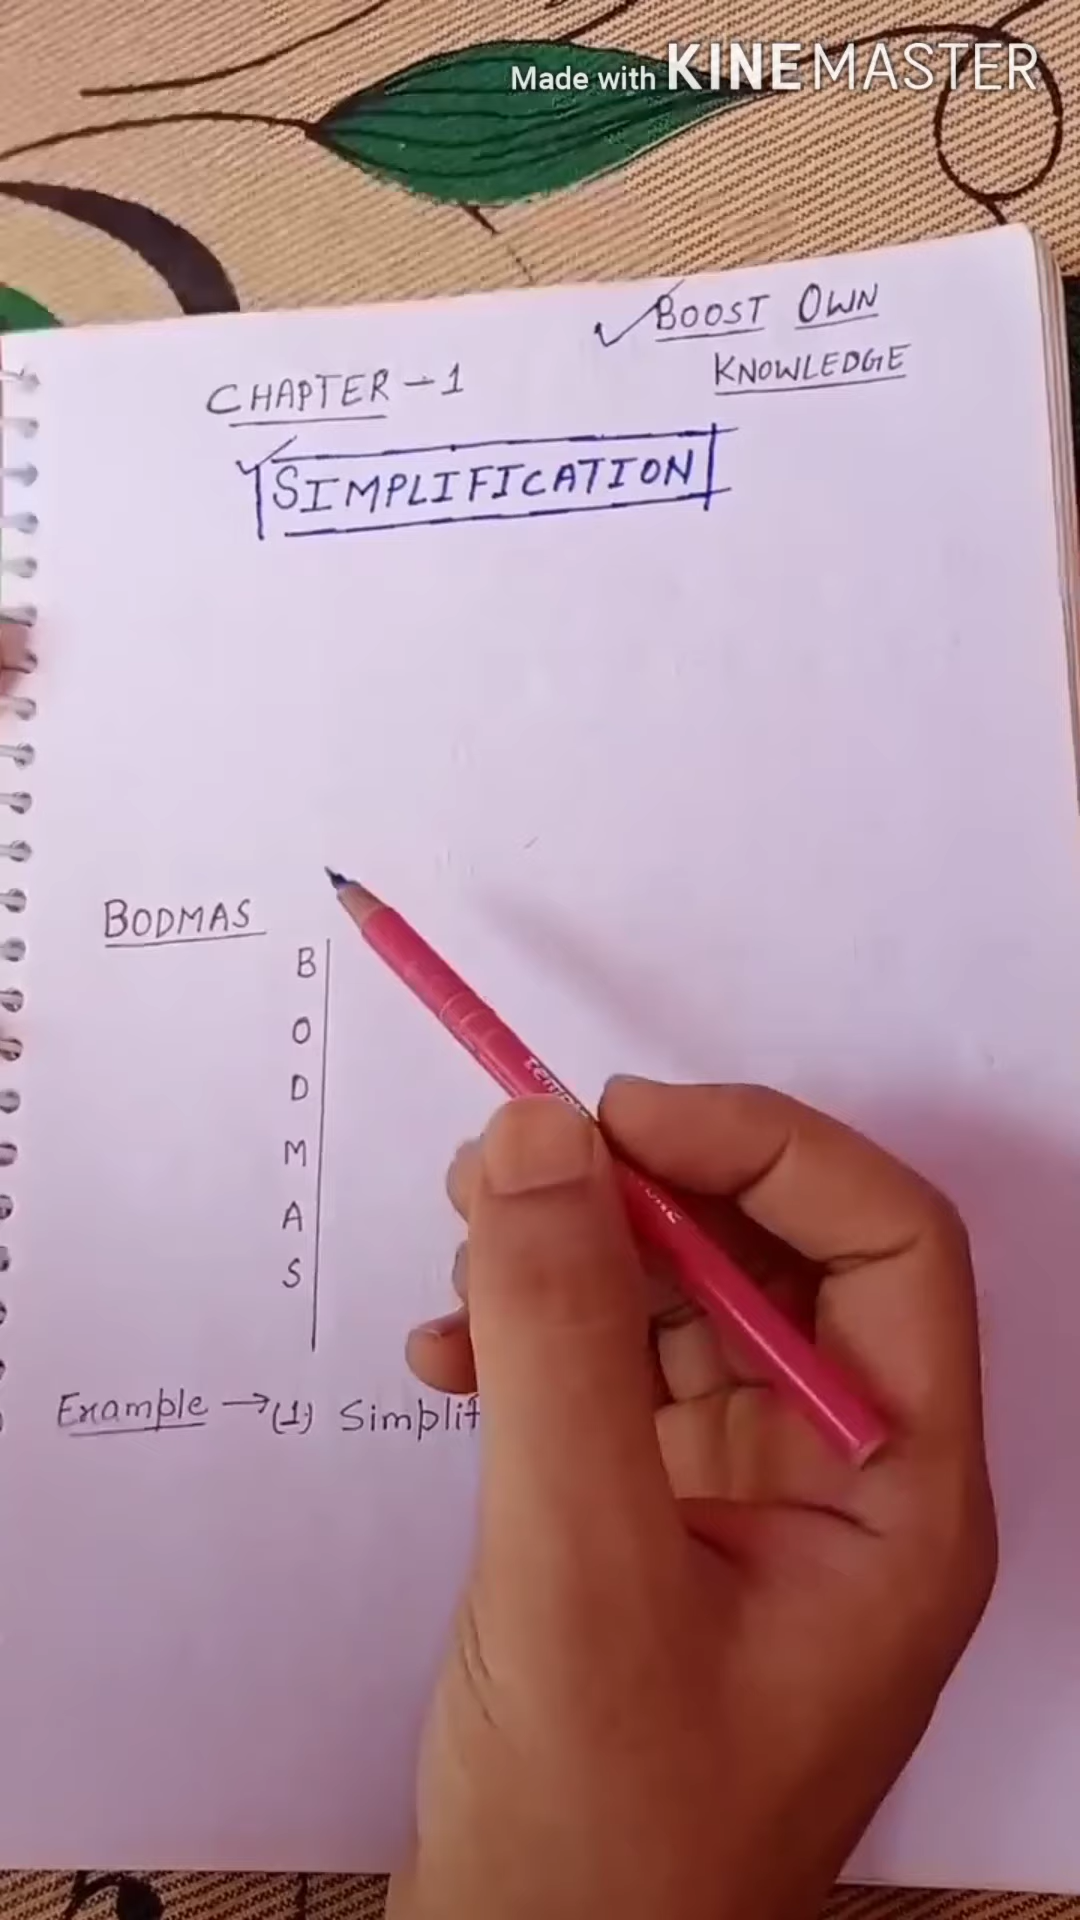 Made with KINEMASTER
✓BOOST OWN
KNOWLEDGE
CHAPTER-1
SIMPLIFICATION
BODMAS
B
O
D
M
A
S
Example → (1) Simplif